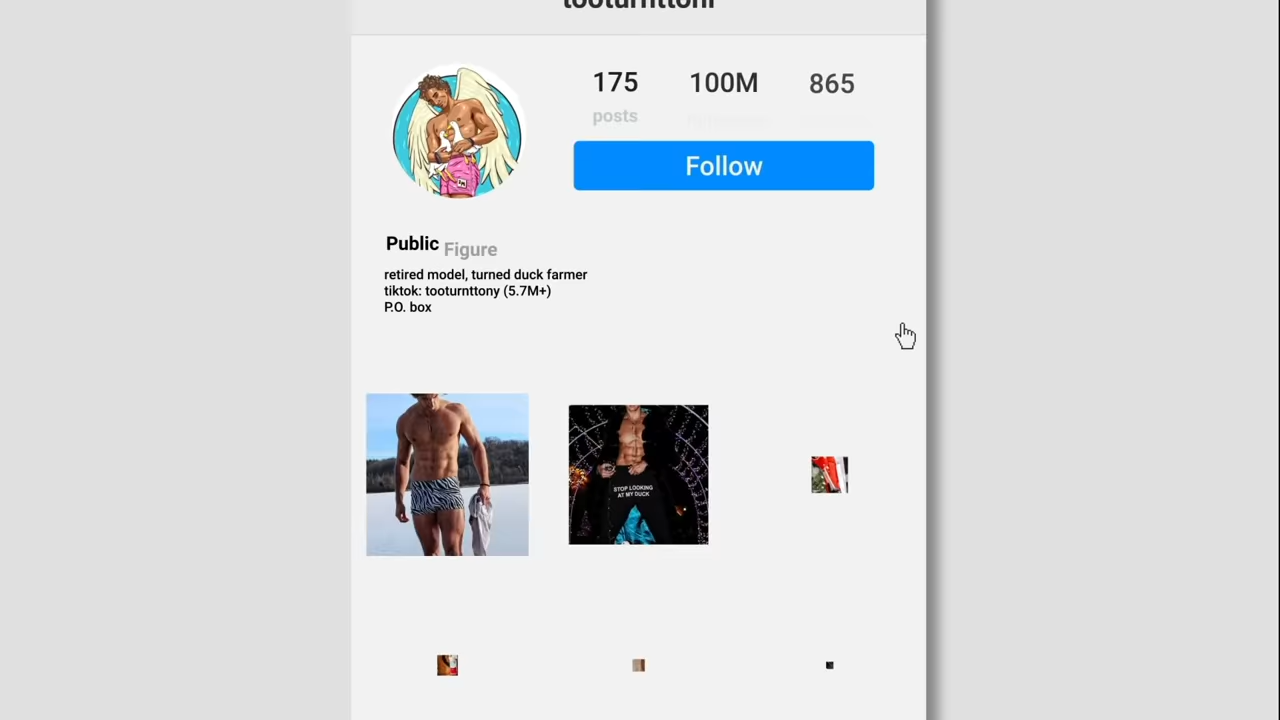 tooturnttoni
175 100M 865
posts
Follow
Public Figure
retired model, turned duck farmer
tiktok: tooturnttony (5.7M+)
P.O. box
STOP LOOKING
AT MY DUCK